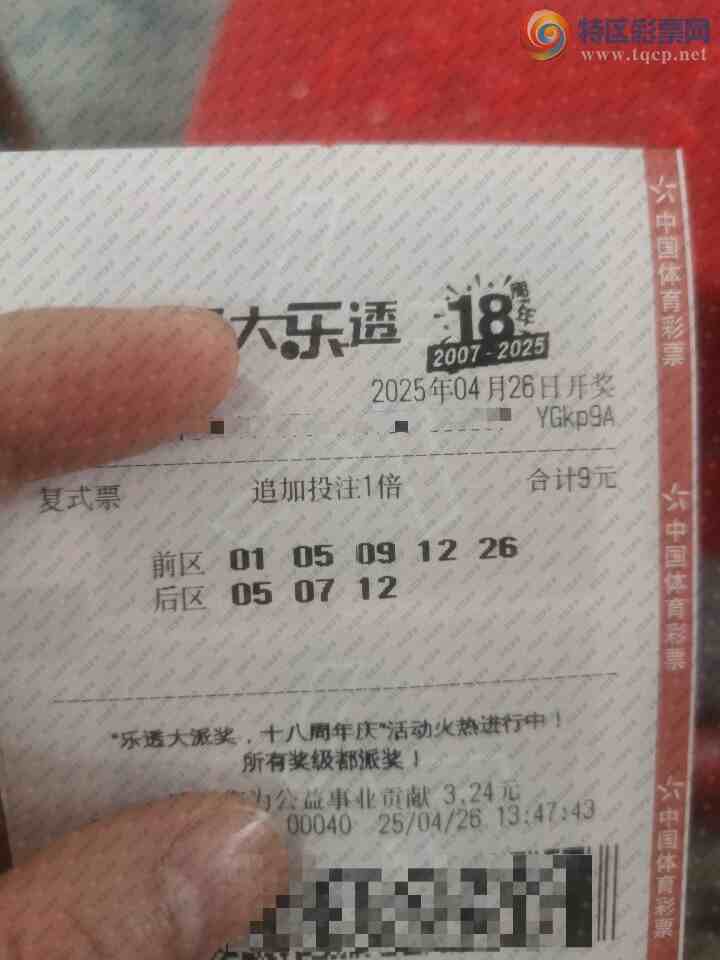 特区彩票网
www.tqcp.net
大乐透
18周年
2007-2025
2025年04月26日开奖
YGkp9A
复式票 追加投注1倍 合计9元
前区 01 05 09 12 26
后区 05 07 12
"乐透大派奖，十八周年庆"活动火热进行中！
所有奖级都派奖！
为公益事业贡献 3.24元
00040 25/04/26 13:47:43
中国体育彩票
中国体育彩票
中国体育彩票